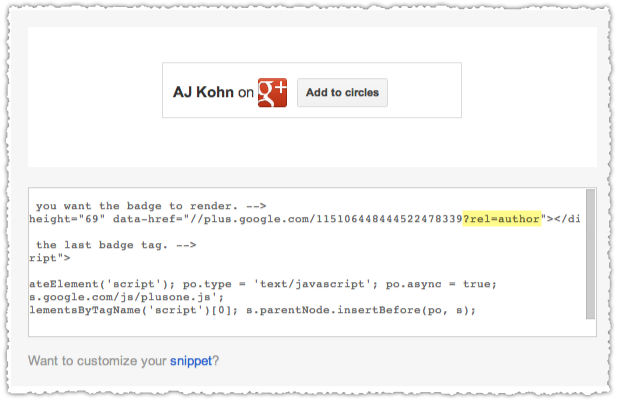 AJ Kohn on g+ Add to circles
you want the badge to render. -->
height="69" data-href="//plus.google.com/115106448444522478339?rel=author"></di
the last badge tag. -->
ript">
ateElement('script'); po.type = 'text/javascript'; po.async = true;
s.google.com/js/plusone.js';
lementsByTagName('script')[0]; s.parentNode.insertBefore(po, s);
Want to customize your snippet?